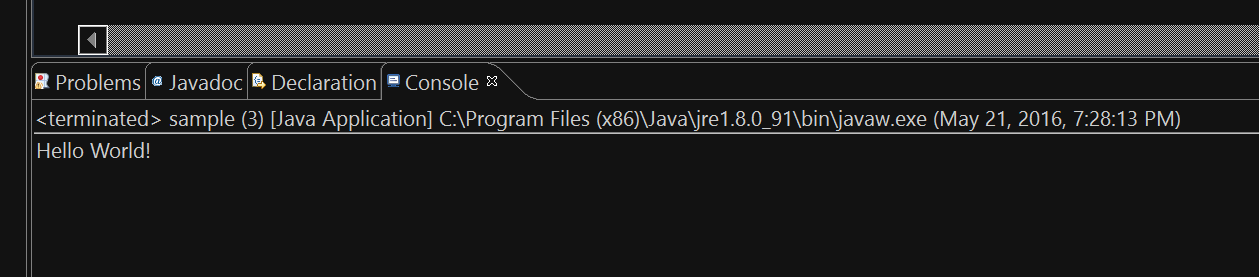 Problems Javadoc Declaration Console
<terminated> sample (3) [Java Application] C:\Program Files (x86)\Java\jre1.8.0_91\bin\javaw.exe (May 21, 2016, 7:28:13 PM)
Hello World!